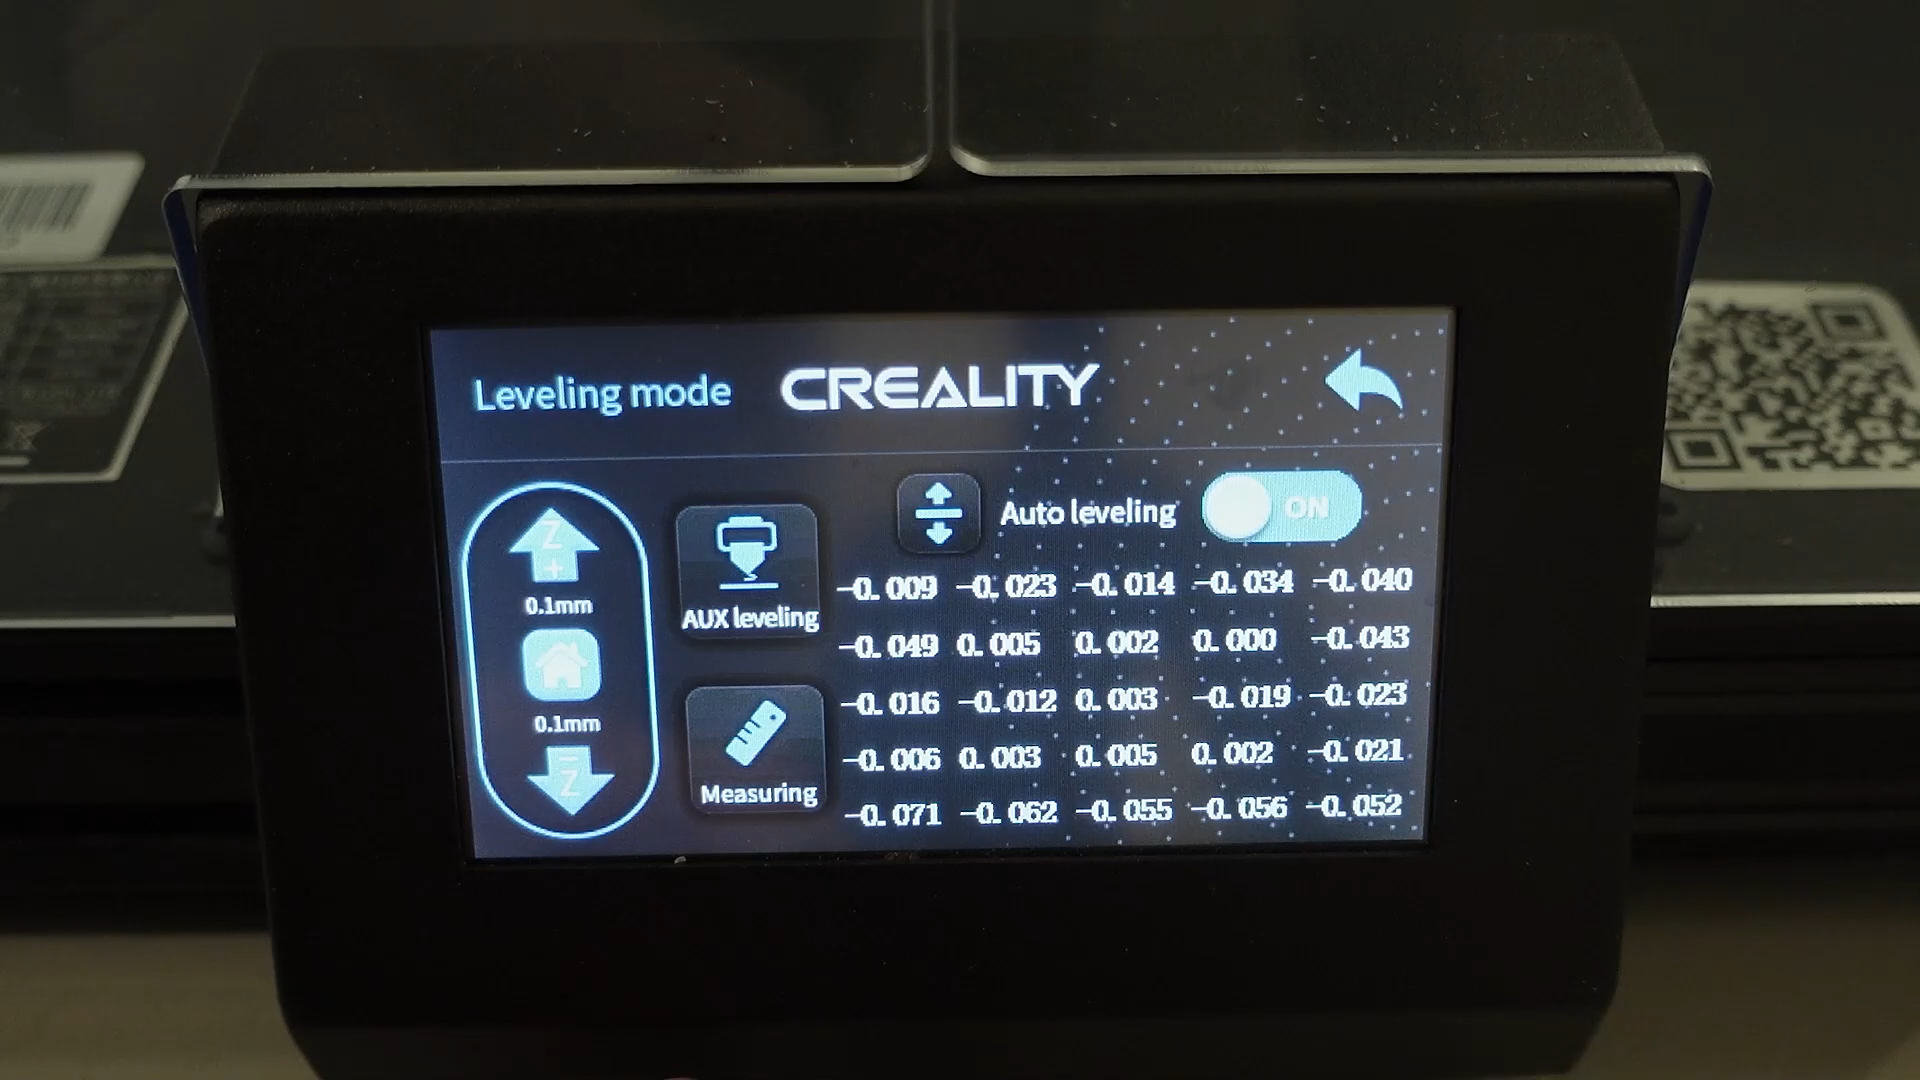 Leveling mode CREALITY
Z
+
0.1mm
0.1mm
-
Z
AUX leveling
Measuring
Auto leveling ON
-0.009 -0.023 -0.014 -0.034 -0.040
-0.049 0.005 0.002 0.000 -0.043
-0.016 -0.012 0.003 -0.019 -0.023
-0.006 0.003 0.005 0.002 -0.021
-0.071 -0.062 -0.055 -0.056 -0.052